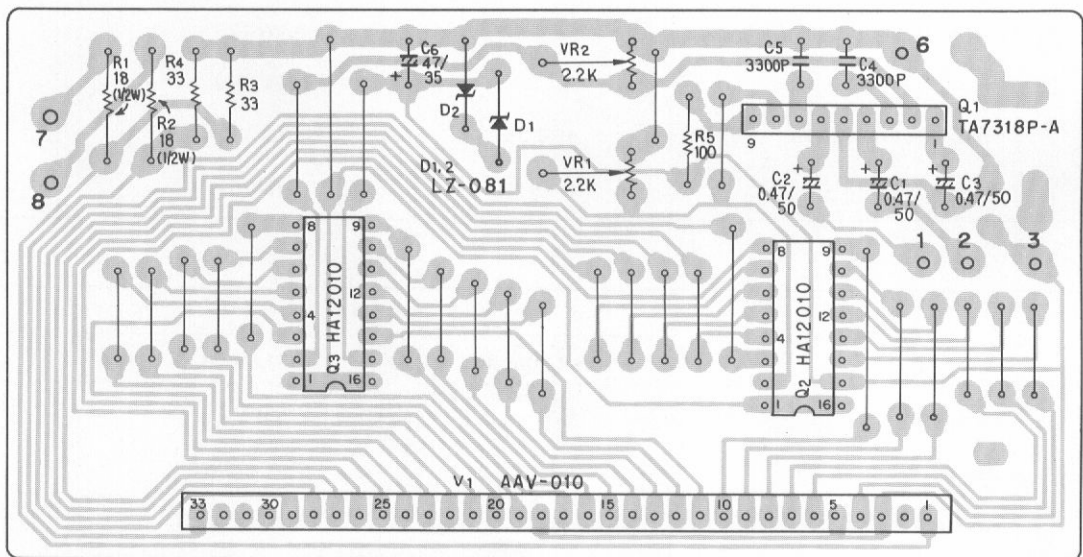 R1
18
(1/2W)
R4
33
R3
33
R2
18
(1/2W)
7
8
C6
47/
35
+
D2
D1
D1,2
LZ-081
VR2
2.2K
VR1
2.2K
R5
100
C5
3300P
C4
3300P
6
Q1
TA7318P-A
9
1
+
C2
0.47/
50
+
C1
0.47/
50
+
C3
0.47/50
1
2
3
8
9
12
4
HA12010
Q3
1
16
8
9
12
4
HA12010
Q2
1
16
V1 AAV-010
33
30
25
20
15
10
5
1